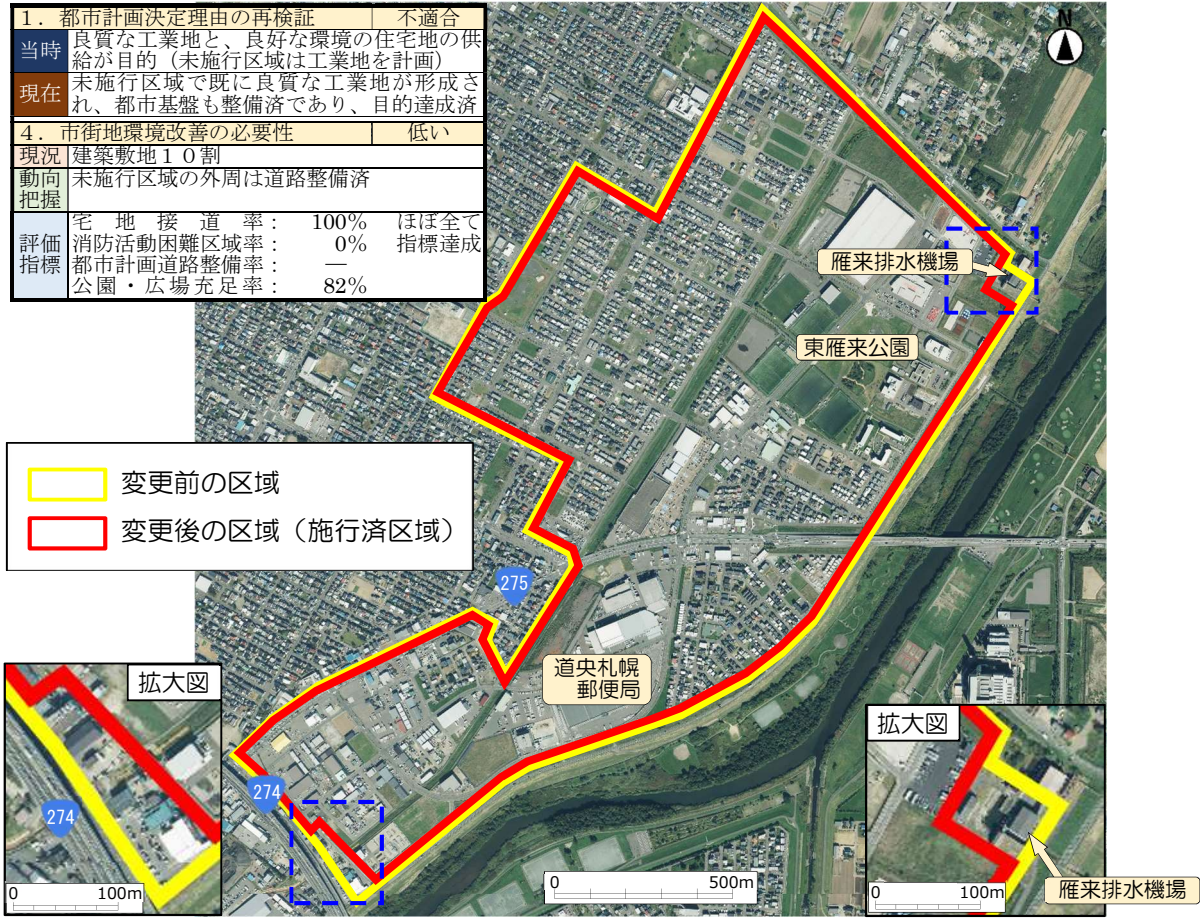 1．都市計画決定理由の再検証 不適合
当時 良質な工業地と、良好な環境の住宅地の供
給が目的（未施行区域は工業地を計画）
現在 未施行区域で既に良質な工業地が形成さ
れ、都市基盤も整備済であり、目的達成済
4．市街地環境改善の必要性 低い
現況 建築敷地１０割
動向
把握
未施行区域の外周は道路整備済
評価
指標
宅地接道率： 100% ほぼ全て
消防活動困難区域率： 0% 指標達成
都市計画道路整備率： ―
公園・広場充足率： 82%
N
雁来排水機場
東雁来公園
変更前の区域
変更後の区域（施行済区域）
275
道央札幌
郵便局
274
拡大図
274
0 100m
0 500m
拡大図
0 100m
雁来排水機場